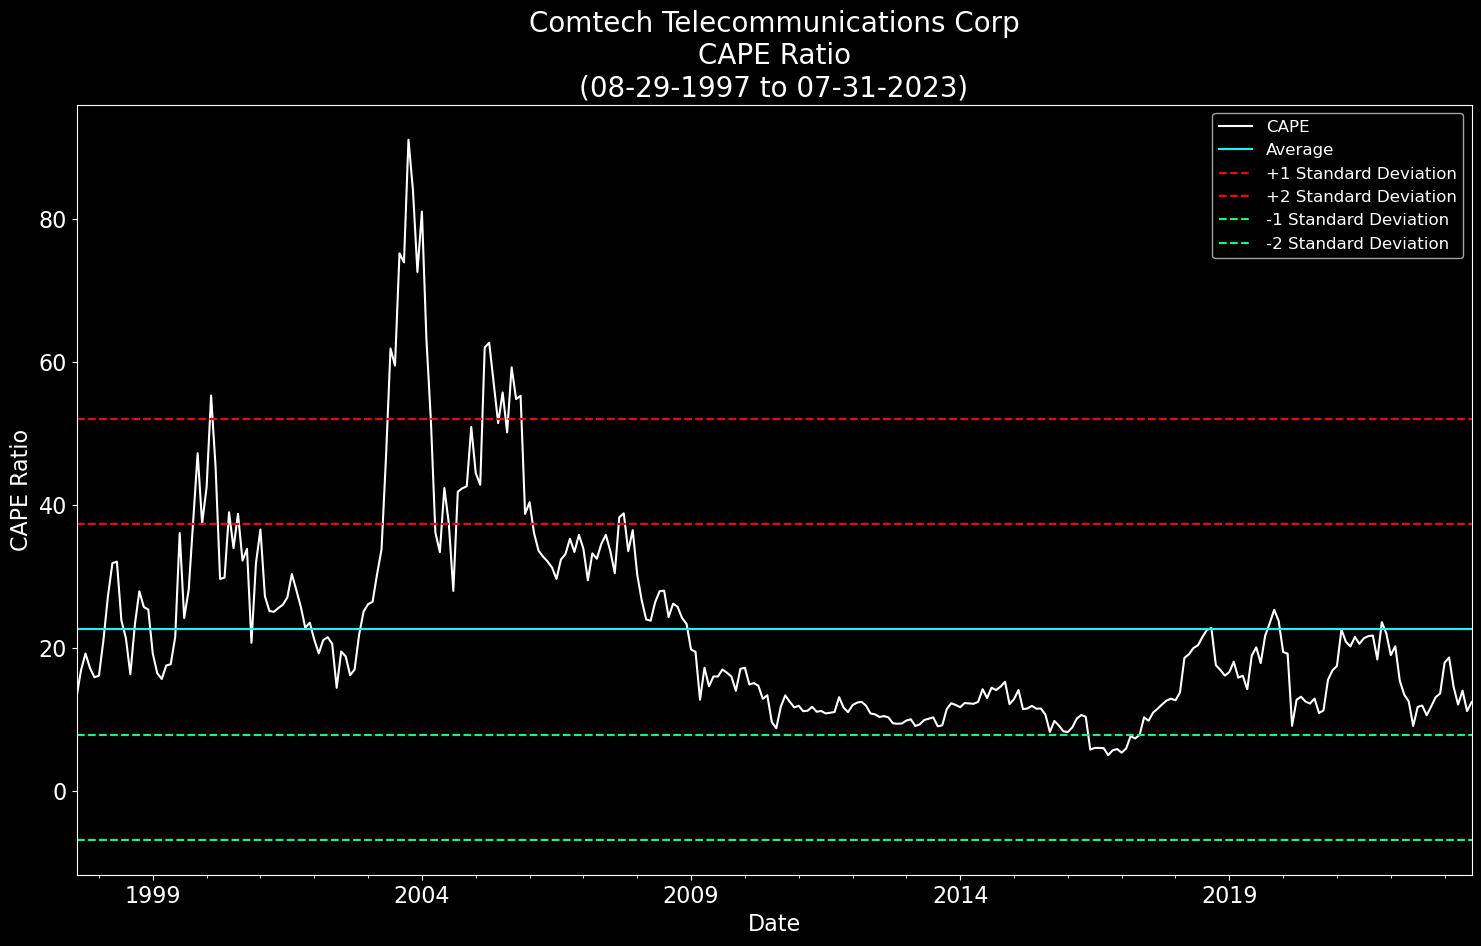 Comtech Telecommunications Corp
CAPE Ratio
(08-29-1997 to 07-31-2023)
CAPE
Average
+1 Standard Deviation
+2 Standard Deviation
-1 Standard Deviation
-2 Standard Deviation
CAPE Ratio
80
60
40
20
0
1999 2004 2009 2014 2019
Date